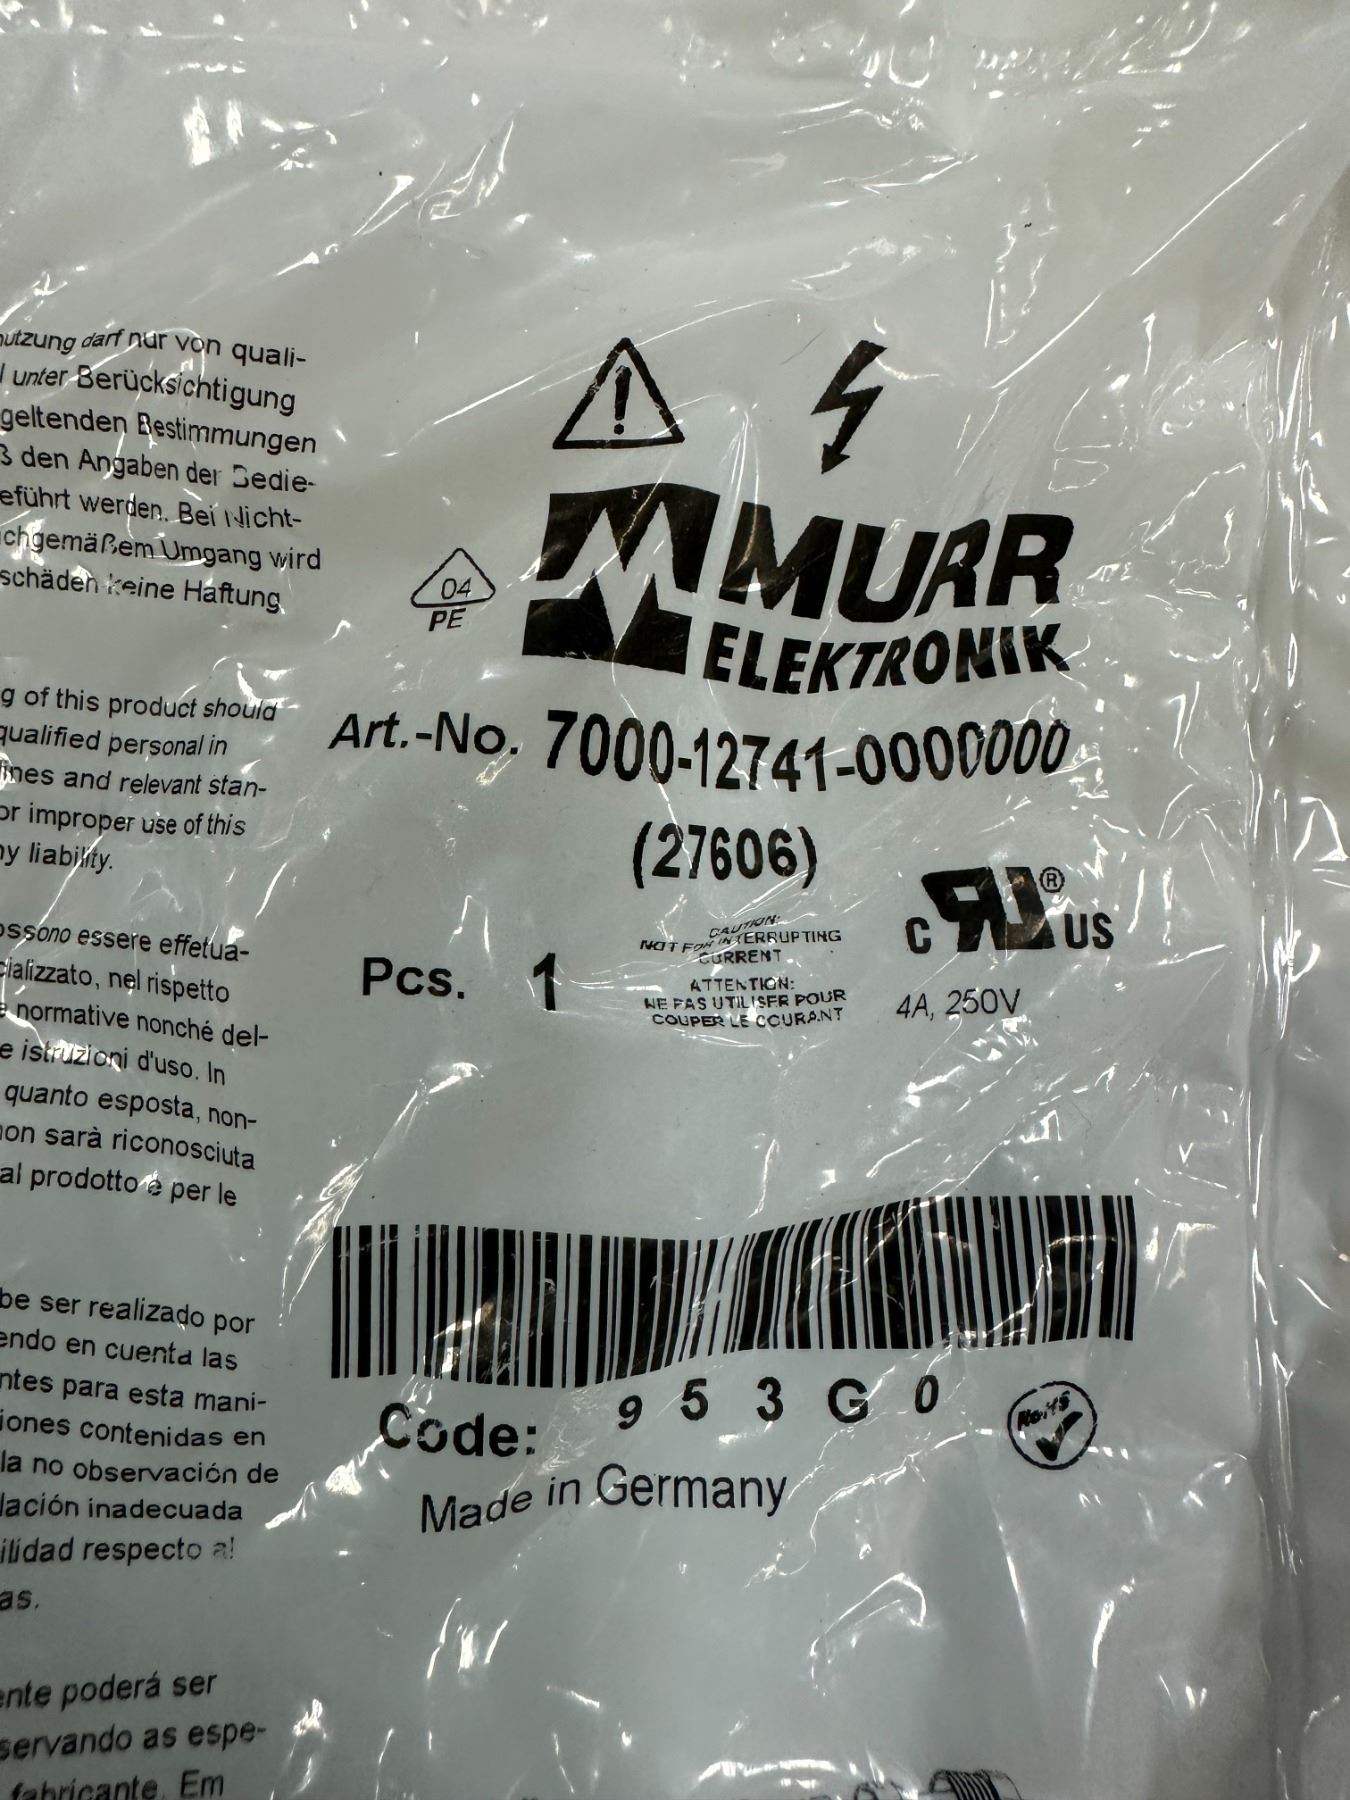 nutzung darf nur von quali-
unter Berücksichtigung
geltenden Bestimmungen
ß den Angaben der Bedie-
eführt werden. Bei Nicht-
chgemäßem Umgang wird
schäden keine Haftung
g of this product should
qualified personal in
lines and relevant stan-
or improper use of this
ny liability.
ossono essere effetua-
cializzato, nel rispetto
e normative nonché del-
e istruzioni d'uso. In
quanto esposta, non-
non sarà riconosciuta
al prodotto e per le
be ser realizado por
endo en cuenta las
ntes para esta mani-
iones contenidas en
la no observación de
lación inadecuada
ilidad respecto al
as.
ente poderá ser
servando as espe-
fabricante. Em
04
PE
MURR
ELEKTRONIK
Art.-No. 7000-12741-0000000
(27606)
Pcs. 1
CAUTION:
NOT FOR INTERRUPTING
CURRENT
ATTENTION:
NE PAS UTILISER POUR
COUPER LE COURANT
c RU ® US
4A, 250V
Code: 953G0
RoHS
Made in Germany